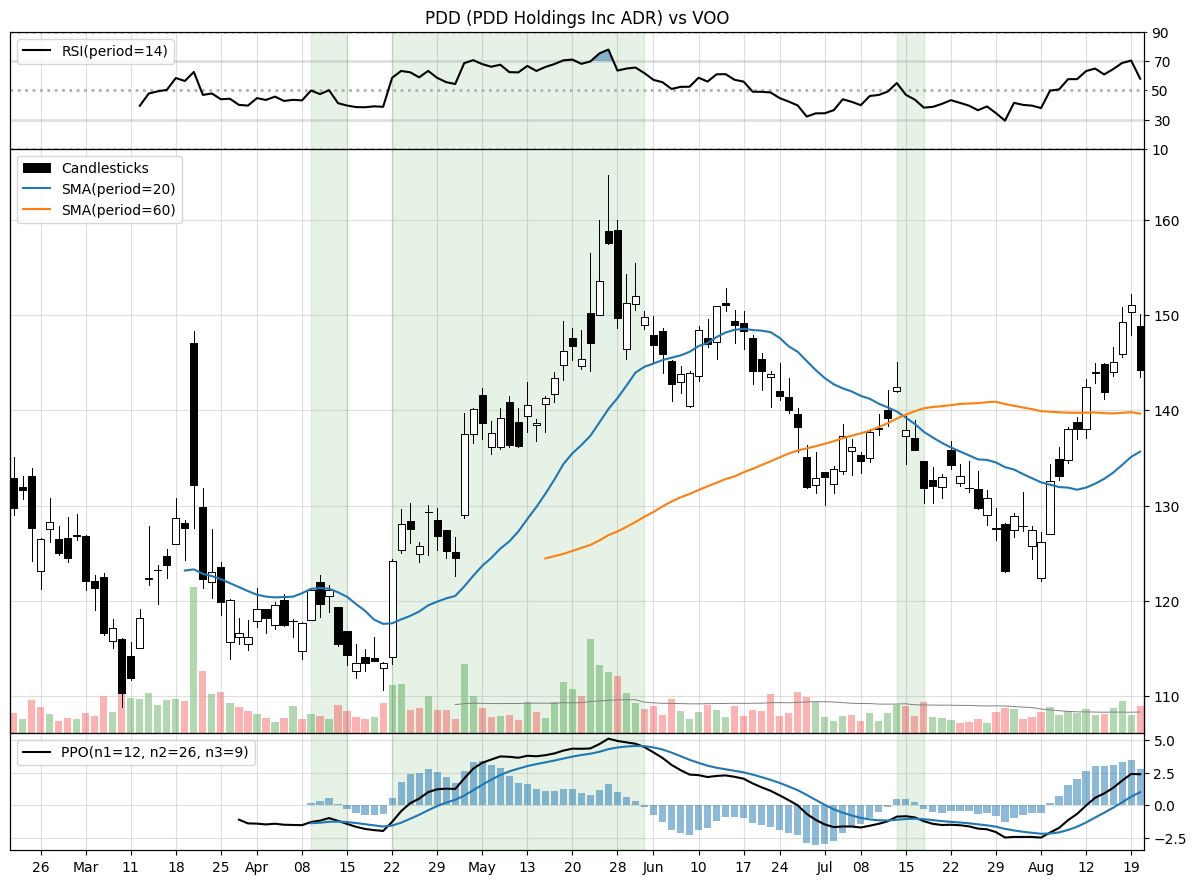 PDD (PDD Holdings Inc ADR) vs VOO
RSI(period=14)
90
70
50
30
10
Candlesticks
SMA(period=20)
SMA(period=60)
160
150
140
130
120
110
PPO(n1=12, n2=26, n3=9)
5.0
2.5
0.0
−2.5
26 Mar 11 18 25 Apr 08 15 22 29 May 13 20 28 Jun 10 17 24 Jul 08 15 22 29 Aug 12 19